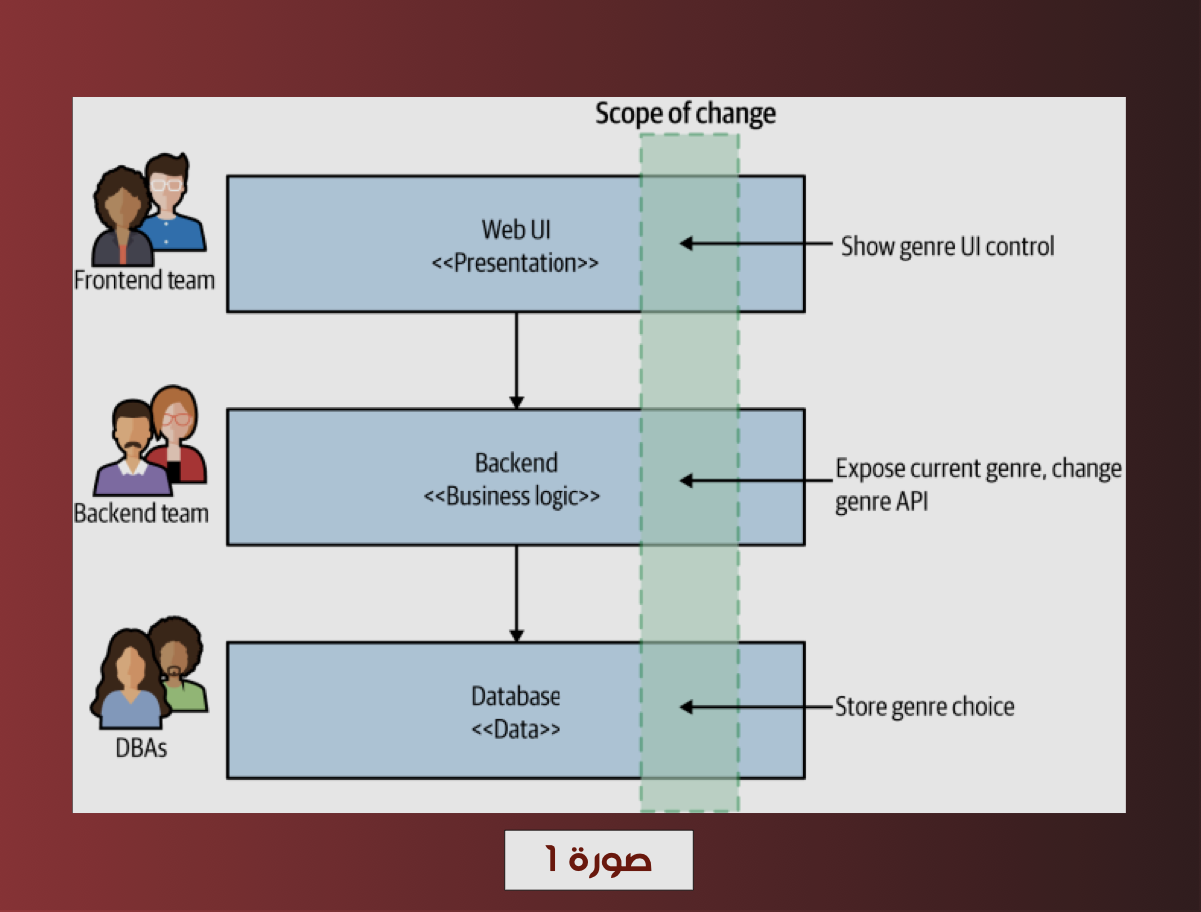 Scope of change
Web UI
<<Presentation>>
Show genre UI control
Frontend team
Backend
<<Business logic>>
Expose current genre, change
genre API
Backend team
Database
<<Data>>
Store genre choice
DBAs
صورة 1